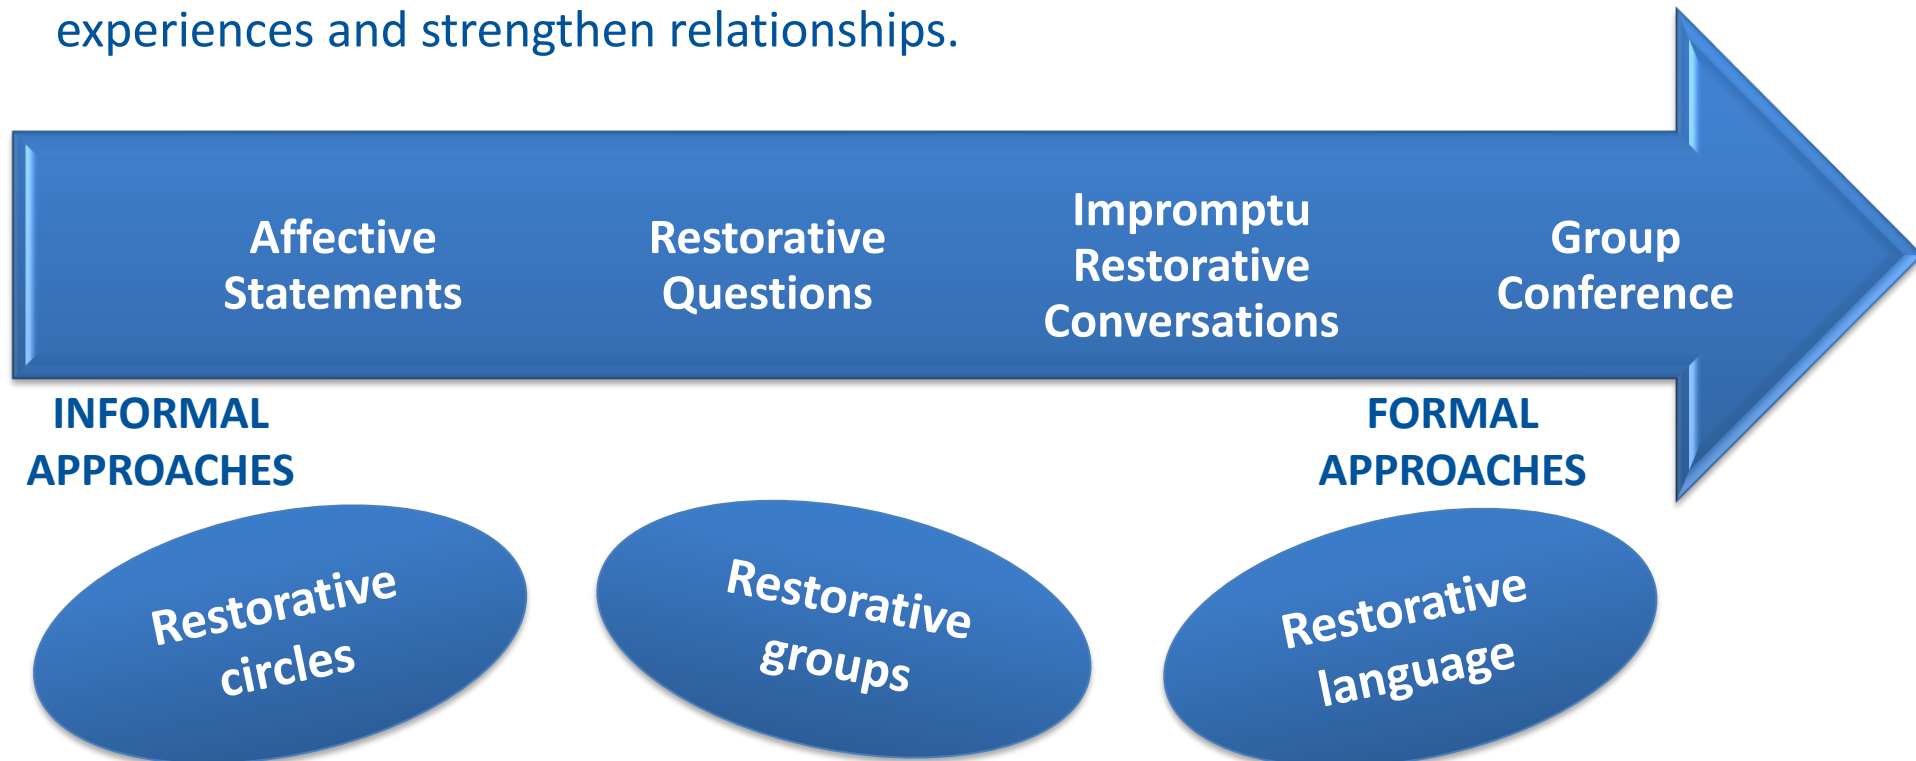 experiences and strengthen relationships.
Affective
Statements
Restorative
Questions
Impromptu
Restorative
Conversations
Group
Conference
INFORMAL
APPROACHES
FORMAL
APPROACHES
Restorative
circles
Restorative
groups
Restorative
language